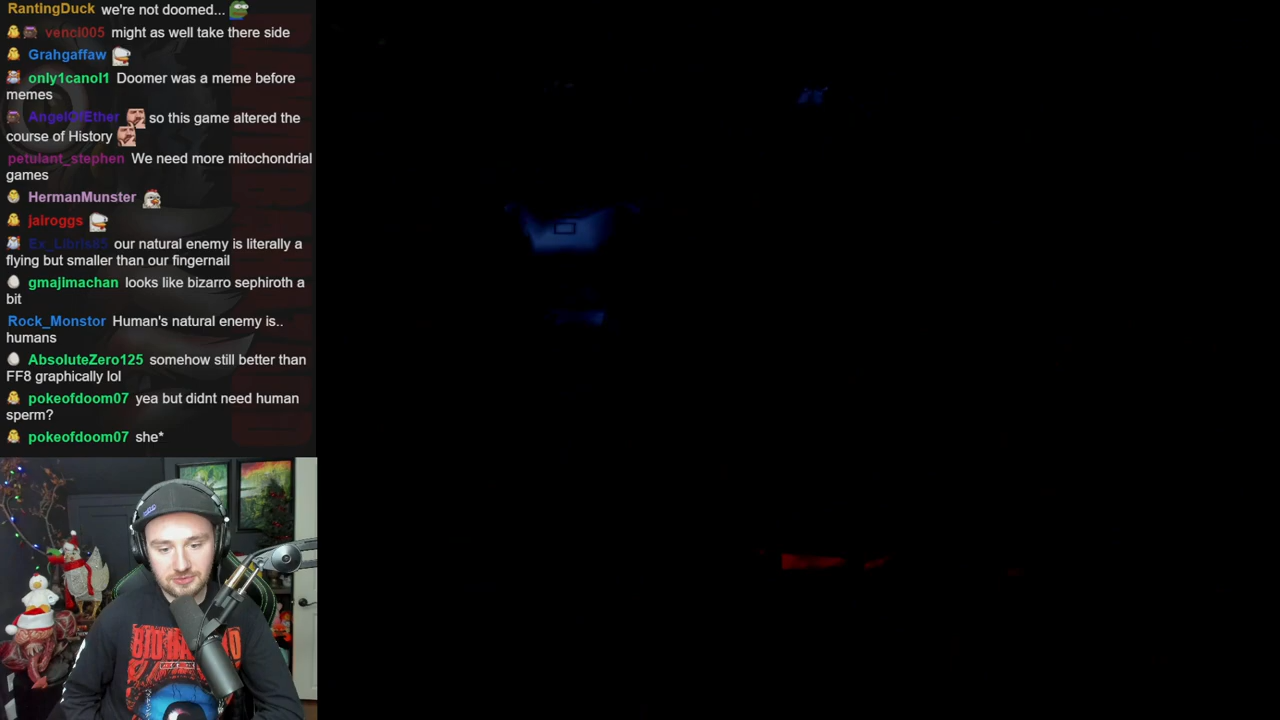 RantingDuck we're not doomed...
vencl005 might as well take there side
Grahgaffaw
only1canol1 Doomer was a meme before
memes
AngelOfEther so this game altered the
course of History
petulant_stephen We need more mitochondrial
games
HermanMunster
jalroggs
Ex_Libris85 our natural enemy is literally a
flying but smaller than our fingernail
gmajimachan looks like bizarro sephiroth a
bit
Rock_Monstor Human's natural enemy is..
humans
AbsoluteZero125 somehow still better than
FF8 graphically lol
pokeofdoom07 yea but didnt need human
sperm?
pokeofdoom07 she*